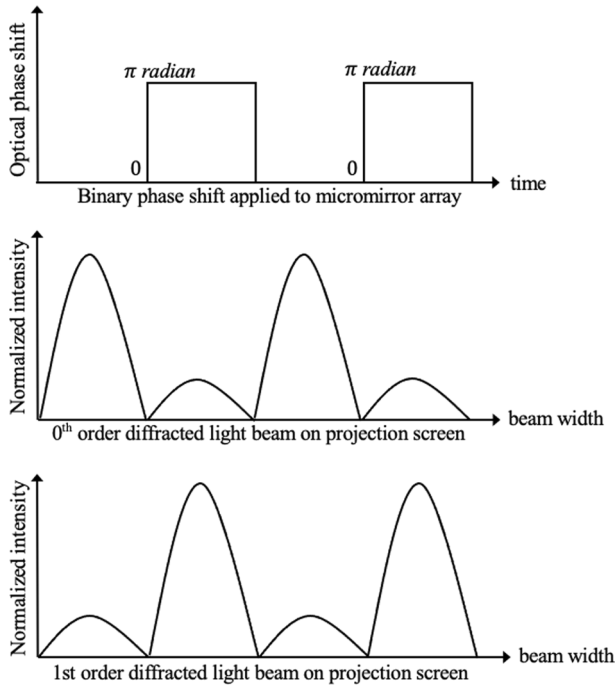 Optical phase shift
π radian
π radian
0
0
time
Binary phase shift applied to micromirror array
Normalized intensity
beam width
0th order diffracted light beam on projection screen
Normalized intensity
beam width
1st order diffracted light beam on projection screen